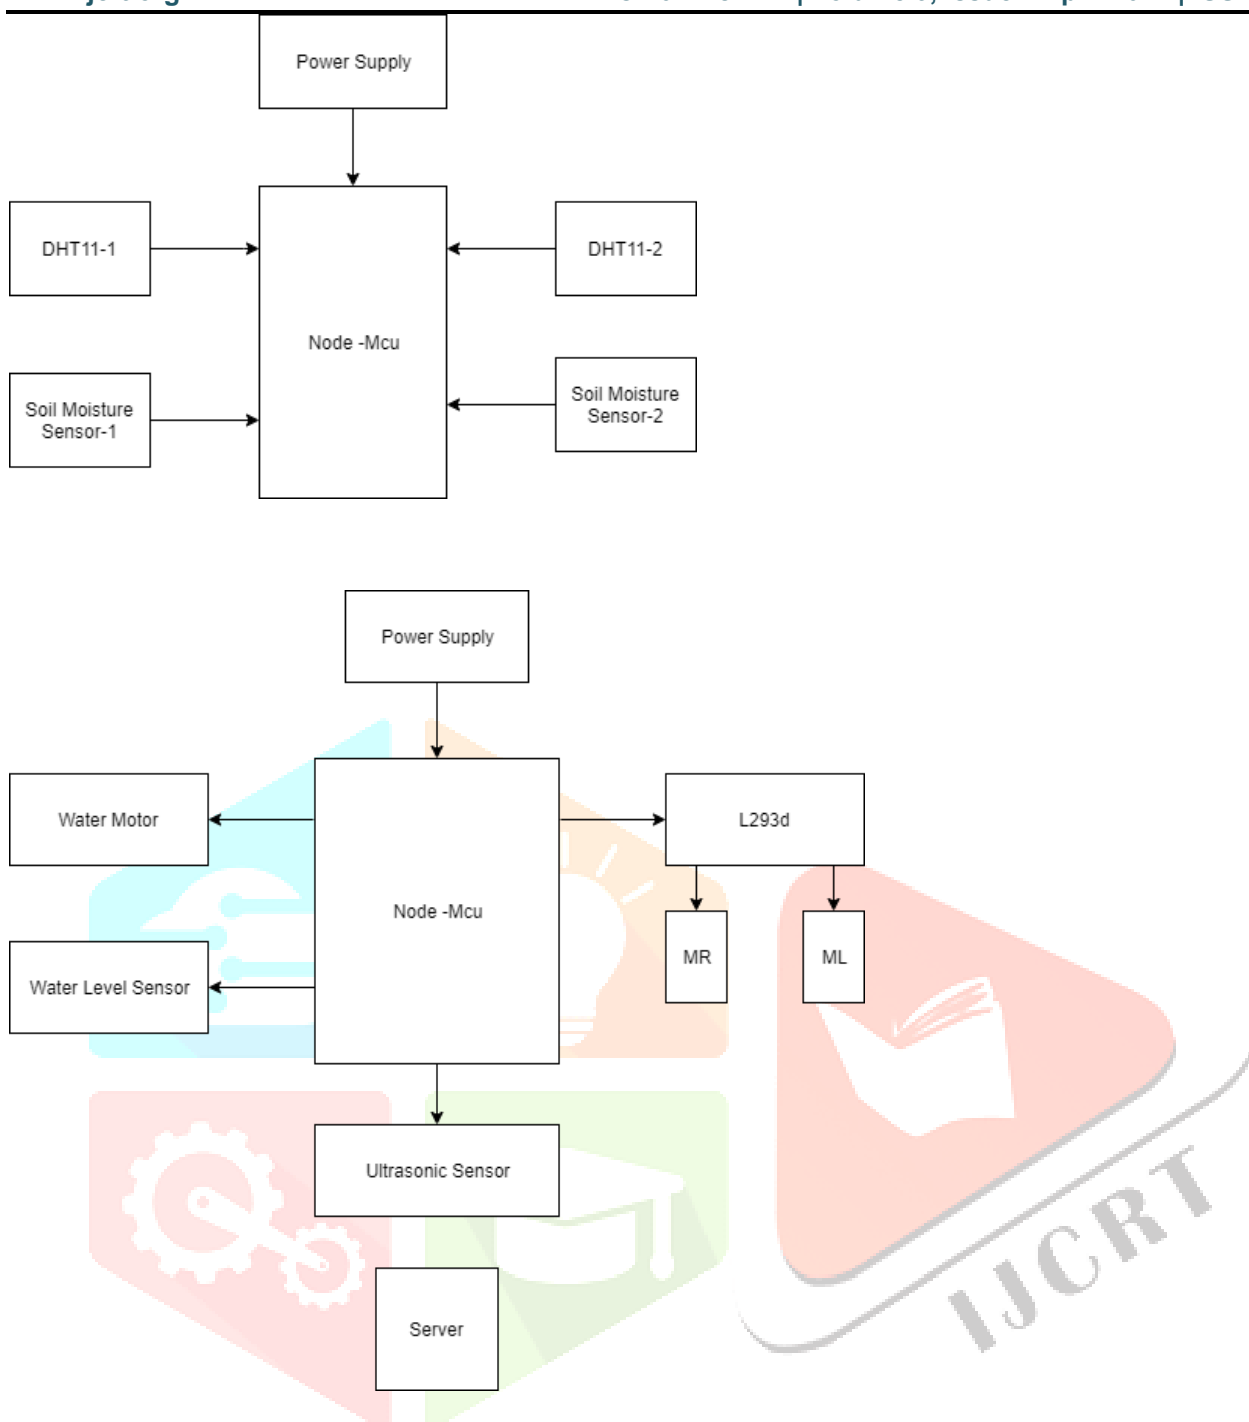 Power Supply
DHT11-1
DHT11-2
Node -Mcu
Soil Moisture
Sensor-1
Soil Moisture
Sensor-2
Power Supply
Water Motor
L293d
Node -Mcu
MR
ML
Water Level Sensor
Ultrasonic Sensor
Server
IJCRT